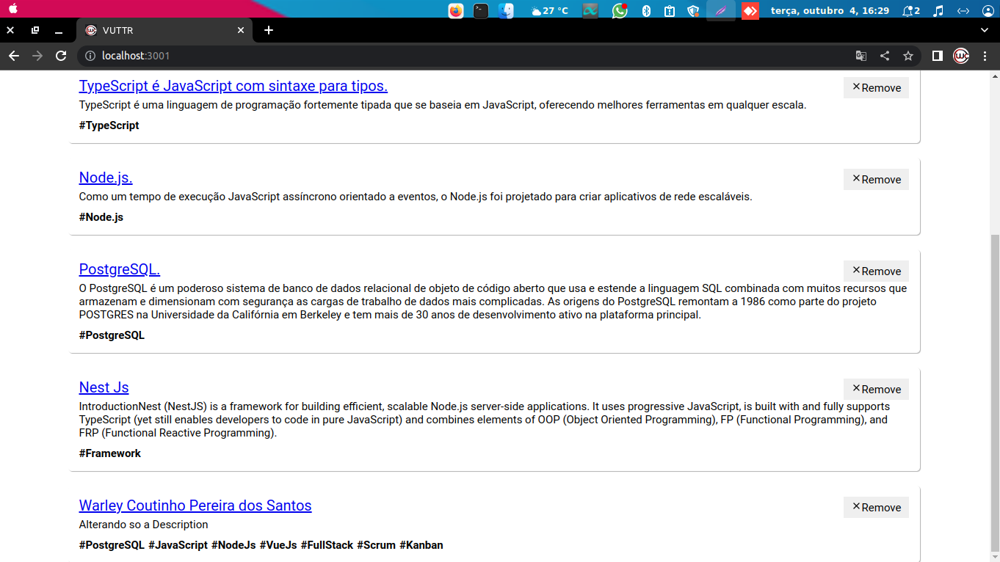 27 °C
2
terça, outubro 4, 16:29
VUTTR
localhost:3001
TypeScript é JavaScript com sintaxe para tipos.
Remove
TypeScript é uma linguagem de programação fortemente tipada que se baseia em JavaScript, oferecendo melhores ferramentas em qualquer escala.
#TypeScript
Node.js.
Remove
Como um tempo de execução JavaScript assíncrono orientado a eventos, o Node.js foi projetado para criar aplicativos de rede escaláveis.
#Node.js
PostgreSQL.
Remove
O PostgreSQL é um poderoso sistema de banco de dados relacional de objeto de código aberto que usa e estende a linguagem SQL combinada com muitos recursos que
armazenam e dimensionam com segurança as cargas de trabalho de dados mais complicadas. As origens do PostgreSQL remontam a 1986 como parte do projeto
POSTGRES na Universidade da Califórnia em Berkeley e tem mais de 30 anos de desenvolvimento ativo na plataforma principal.
#PostgreSQL
Nest Js
Remove
IntroductionNest (NestJS) is a framework for building efficient, scalable Node.js server-side applications. It uses progressive JavaScript, is built with and fully supports
TypeScript (yet still enables developers to code in pure JavaScript) and combines elements of OOP (Object Oriented Programming), FP (Functional Programming), and
FRP (Functional Reactive Programming).
#Framework
Warley Coutinho Pereira dos Santos
Remove
Alterando so a Description
#PostgreSQL #JavaScript #NodeJs #VueJs #FullStack #Scrum #Kanban